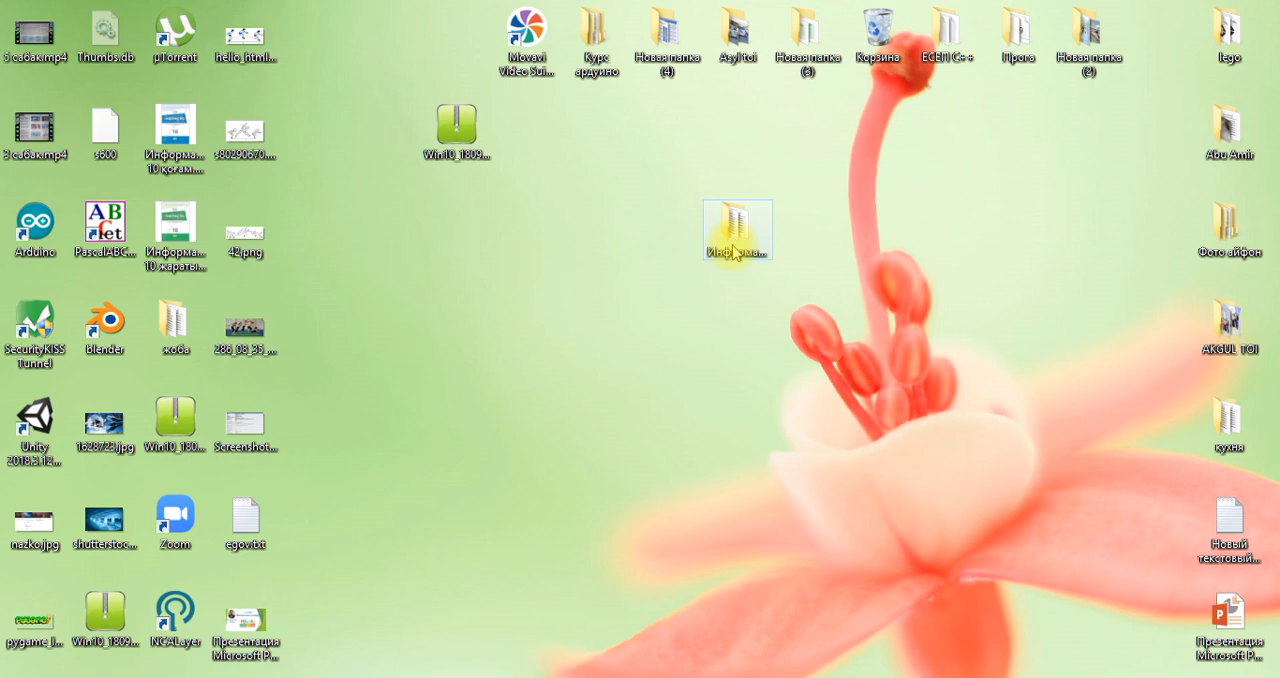 5 сабак.mp4
Thumbs.db
µTorrent
hello_html...
Movavi
Video Sui...
Курс
ардуино
Новая папка
(4)
Asyl toi
Новая папка
(3)
Корзина
ЕСЕП C++
Прога
Новая папка
(2)
lego
3 сабак.mp4
s600
Информа...
10 қоғам....
s80290670....
Win10_1809...
Abu Amir
Arduino
PascalABC...
Информа...
10 жараты...
42.png
Информа...
Фото айфон
SecurityKISS
Tunnel
Blender
жоба
286_08_35_...
AKGUL TOI
Unity
2018.3.12...
1628723.jpg
Win10_180...
Screenshot...
кухня
nazko.jpg
shutterstoc...
Zoom
egov.txt
Новый
текстовый...
pygame_l...
Win10_1809...
NCALayer
Презентация
Microsoft P...
Презентация
Microsoft P...